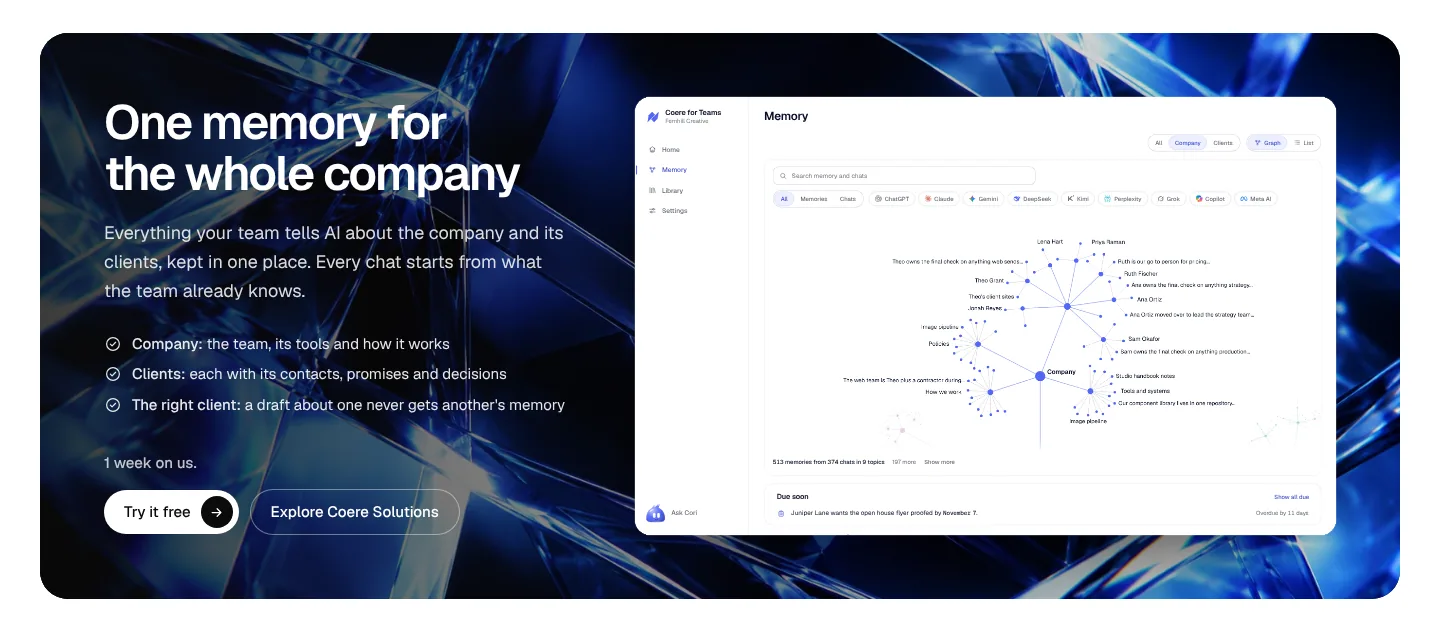 One memory for
the whole company
Everything your team tells AI about the company and its
clients, kept in one place. Every chat starts from what
the team already knows.
Company: the team, its tools and how it works
Clients: each with its contacts, promises and decisions
The right client: a draft about one never gets another's memory
1 week on us.
Try it free
Explore Coere Solutions
Coere for Teams
Fernhill Creative
Home
Memory
Library
Settings
Ask Cori
Memory
All Company Clients Graph List
Search memory and chats
All Memories Chats ChatGPT Claude Gemini DeepSeek Kimi Perplexity Grok Copilot Meta AI
Lena Hart
Priya Raman
Theo owns the final check on anything web sends...
Ruth is our go to person for pricing...
Ruth Fischer
Theo Grant
Ana owns the final check on anything strategy...
Theo's client sites
Ana Ortiz
Jonah Reyes
Ana Ortiz moved over to lead the strategy team...
Image pipeline
Sam Okafor
Policies
Sam owns the final check on anything production...
Company
The web team is Theo plus a contractor during...
Studio handbook notes
How we work
Tools and systems
Our component library lives in one repository...
Image pipeline
513 memories from 374 chats in 9 topics 197 more Show more
Due soon
Show all due
Juniper Lane wants the open house flyer proofed by November 7.
Overdue by 11 days